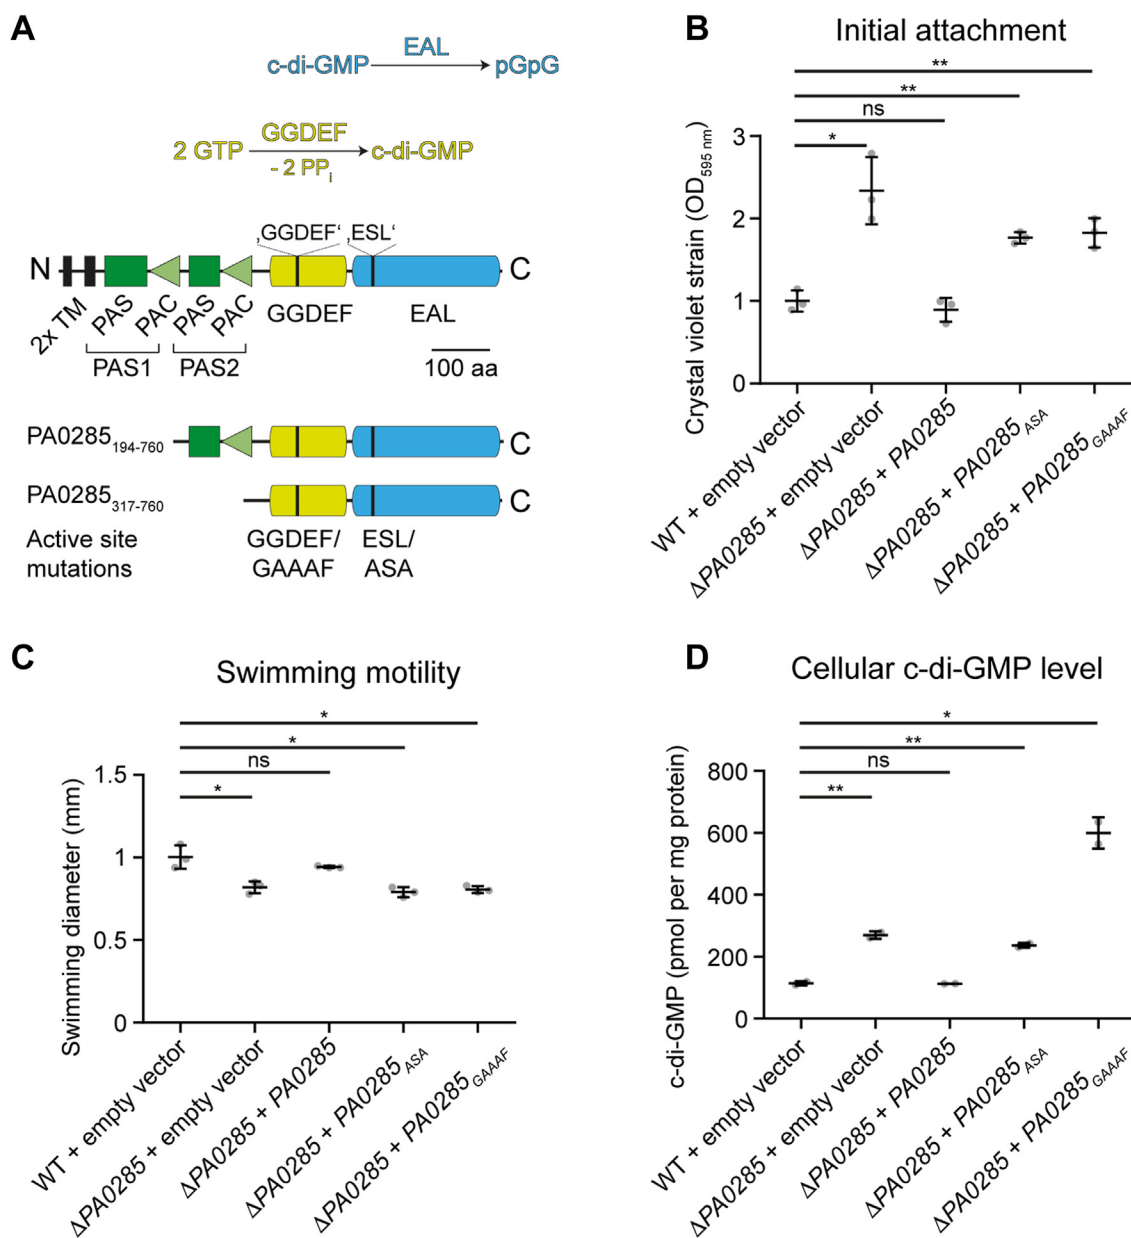 A
EAL
c-di-GMP pGpG
GGDEF
2 GTP c-di-GMP
- 2 PPi
‚GGDEF‘ ‚ESL‘
N C
2x TM PAS PAC PAS PAC GGDEF EAL
PAS1 PAS2 100 aa
PA0285194-760 C
PA0285317-760 C
Active site mutations
GGDEF/ ESL/
GAAAF ASA
B
Initial attachment
**
**
ns
*
Crystal violet strain (OD595 nm)
3
2
1
0
WT + empty vector
ΔPA0285 + empty vector
ΔPA0285 + PA0285
ΔPA0285 + PA0285ASA
ΔPA0285 + PA0285GAAAF
C
Swimming motility
*
*
ns
*
Swimming diameter (mm)
1.5
1
0.5
0
WT + empty vector
ΔPA0285 + empty vector
ΔPA0285 + PA0285
ΔPA0285 + PA0285ASA
ΔPA0285 + PA0285GAAAF
D
Cellular c-di-GMP level
*
**
ns
**
c-di-GMP (pmol per mg protein)
800
600
400
200
0
WT + empty vector
ΔPA0285 + empty vector
ΔPA0285 + PA0285
ΔPA0285 + PA0285ASA
ΔPA0285 + PA0285GAAAF